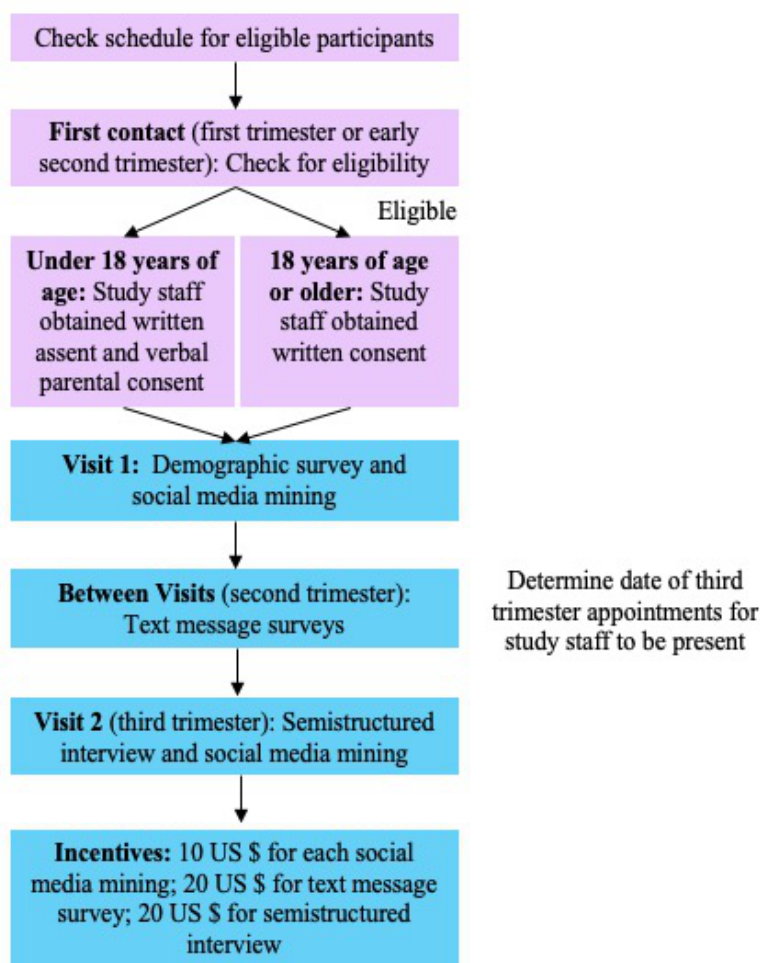 Check schedule for eligible participants
First contact (first trimester or early
second trimester): Check for eligibility
Eligible
Under 18 years of
age: Study staff
obtained written
assent and verbal
parental consent
18 years of age
or older: Study
staff obtained
written consent
Visit 1: Demographic survey and
social media mining
Between Visits (second trimester):
Text message surveys
Determine date of third
trimester appointments for
study staff to be present
Visit 2 (third trimester): Semistructured
interview and social media mining
Incentives: 10 US $ for each social
media mining; 20 US $ for text message
survey; 20 US $ for semistructured
interview